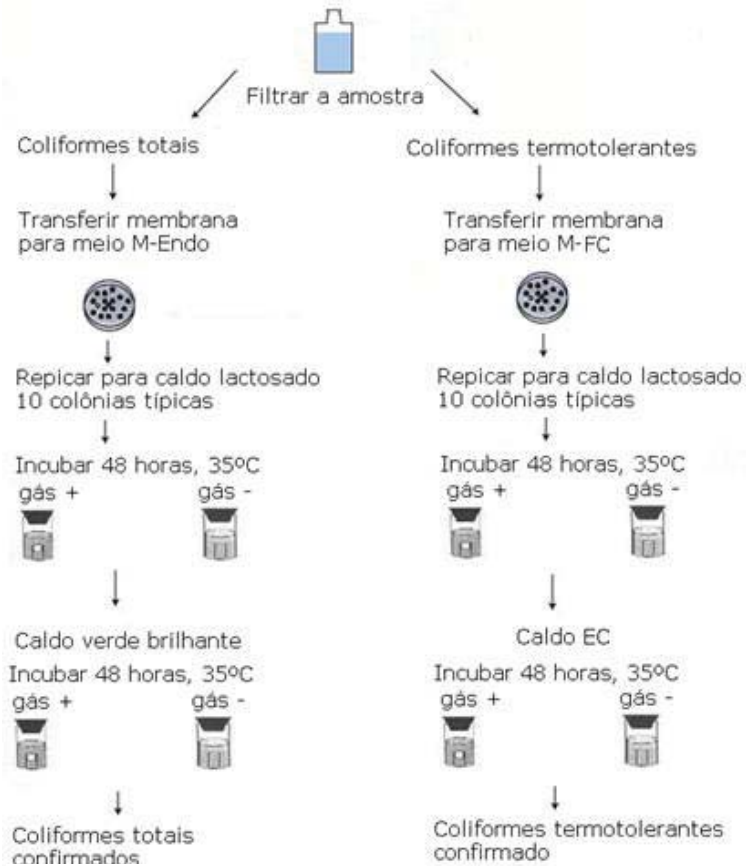 Filtrar a amostra
Coliformes totais
Transferir membrana
para meio M-Endo
Repicar para caldo lactosado
10 colônias típicas
Incubar 48 horas, 35ºC
gás +
gás -
Caldo verde brilhante
Incubar 48 horas, 35ºC
gás +
gás -
Coliformes totais
confirmados
Coliformes termotolerantes
Transferir membrana
para meio M-FC
Repicar para caldo lactosado
10 colônias típicas
Incubar 48 horas, 35ºC
gás +
gás -
Caldo EC
Incubar 48 horas, 35ºC
gás +
gás -
Coliformes termotolerantes
confirmado